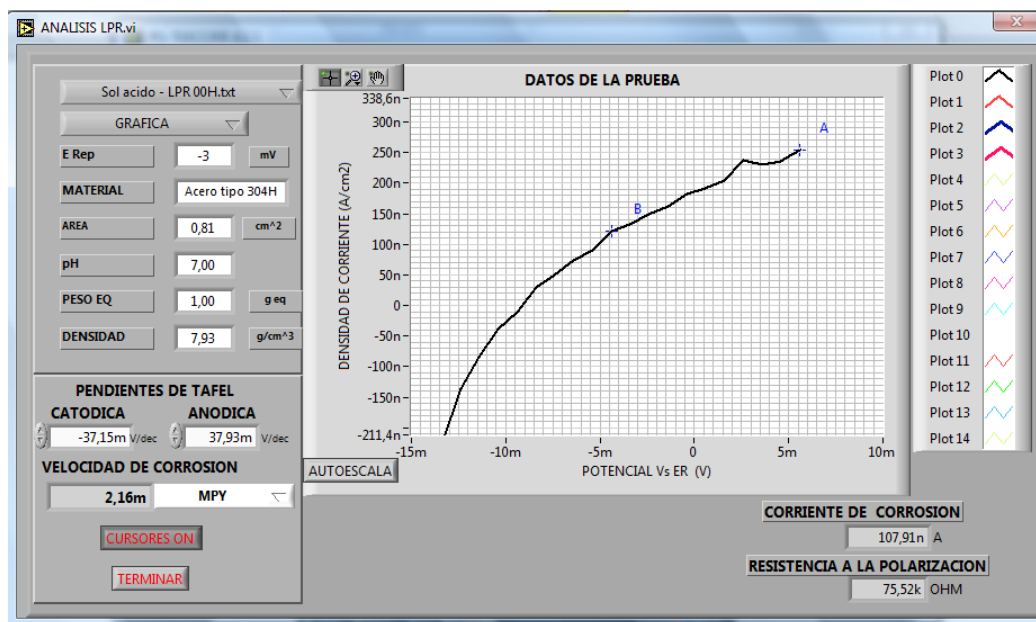 ANALISIS LPR.vi
Sol acido - LPR 00H.txt
GRAFICA
E Rep -3 mV
MATERIAL Acero tipo 304H
AREA 0,81 cm^2
pH 7,00
PESO EQ 1,00 g eq
DENSIDAD 7,93 g/cm^3
PENDIENTES DE TAFEL
CATODICA ANODICA
-37,15m V/dec 37,93m V/dec
VELOCIDAD DE CORROSION
2,16m MPY
CURSORES ON
TERMINAR
DATOS DE LA PRUEBA
DENSIDAD DE CORRIENTE (A/cm2)
338,6n
300n
250n
200n
150n
100n
50n
0
-50n
-100n
-150n
-211,4n
A
B
-15m -10m -5m 0 5m 10m
POTENCIAL Vs ER (V)
AUTOESCALA
Plot 0
Plot 1
Plot 2
Plot 3
Plot 4
Plot 5
Plot 6
Plot 7
Plot 8
Plot 9
Plot 10
Plot 11
Plot 12
Plot 13
Plot 14
CORRIENTE DE CORROSION
107,91n A
RESISTENCIA A LA POLARIZACION
75,52k OHM